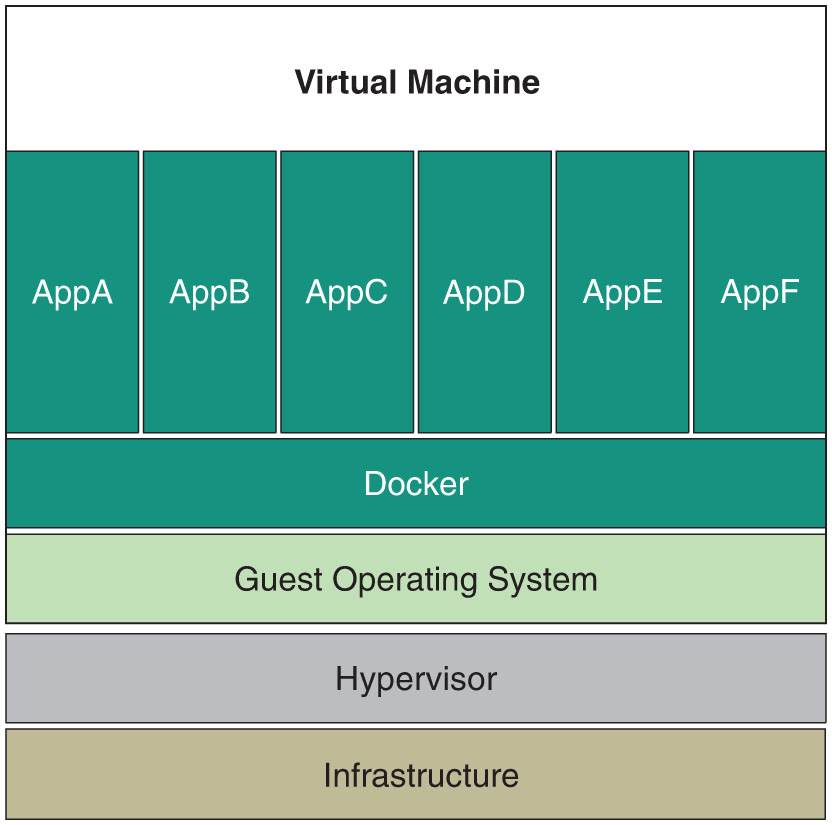 Virtual Machine
AppA
AppB
AppC
AppD
AppE
AppF
Docker
Guest Operating System
Hypervisor
Infrastructure